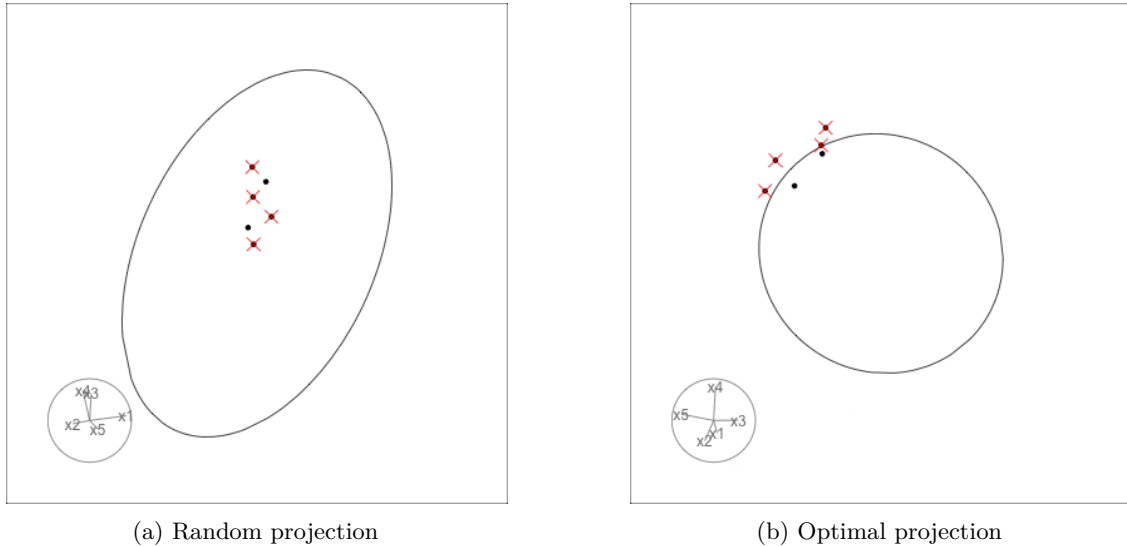 x4
x3
x1
x2
x5
x4
x5
x3
x1
x2
(a) Random projection
(b) Optimal projection